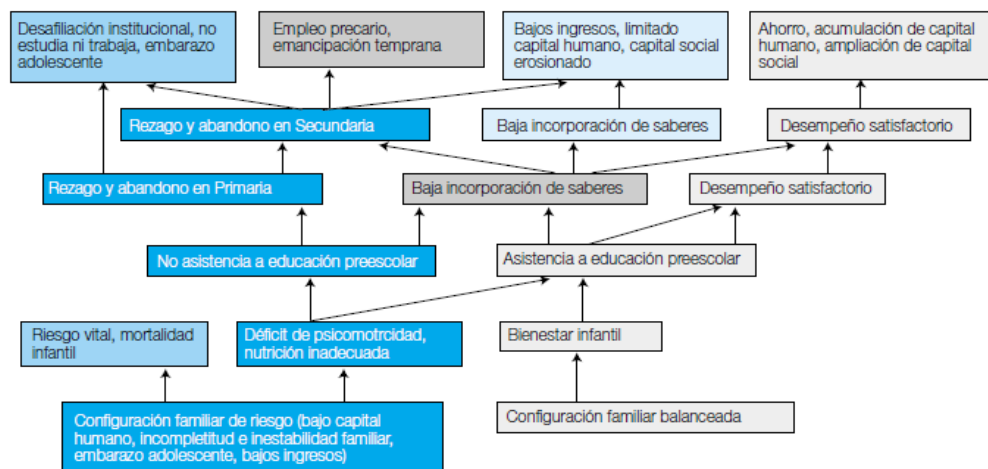 Desafiliación institucional, no
estudia ni trabaja, embarazo
adolescente
Empleo precario,
emancipación temprana
Bajos ingresos, limitado
capital humano, capital social
erosionado
Ahorro, acumulación de capital
humano, ampliación de capital
social
Rezago y abandono en Secundaria
Baja incorporación de saberes
Desempeño satisfactorio
Rezago y abandono en Primaria
Baja incorporación de saberes
Desempeño satisfactorio
No asistencia a educación preescolar
Asistencia a educación preescolar
Riesgo vital, mortalidad
infantil
Déficit de psicomotrcidad,
nutrición inadecuada
Bienestar infantil
Configuración familiar de riesgo (bajo capital
humano, incompletitud e inestabilidad familiar,
embarazo adolescente, bajos ingresos)
Configuración familiar balanceada